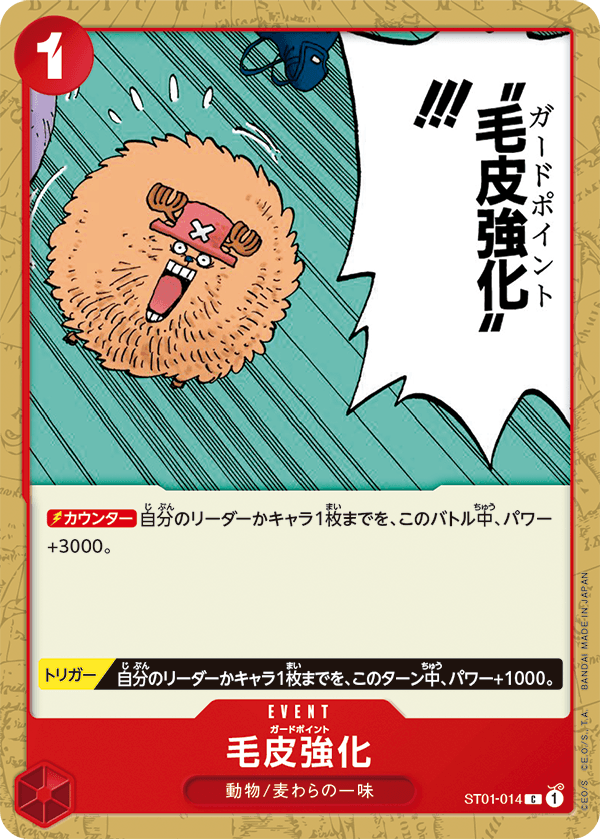 1
"毛皮強化"
ガードポイント
!!!
カウンター 自分のリーダーかキャラ1枚までを、このバトル中、パワー
+3000。
トリガー 自分のリーダーかキャラ1枚までを、このターン中、パワー+1000。
EVENT
ガードポイント
毛皮強化
動物/麦わらの一味
ST01-014 C 1
©E.O/S. ©E.O./S.,T.A. BANDAI MADE IN JAPAN